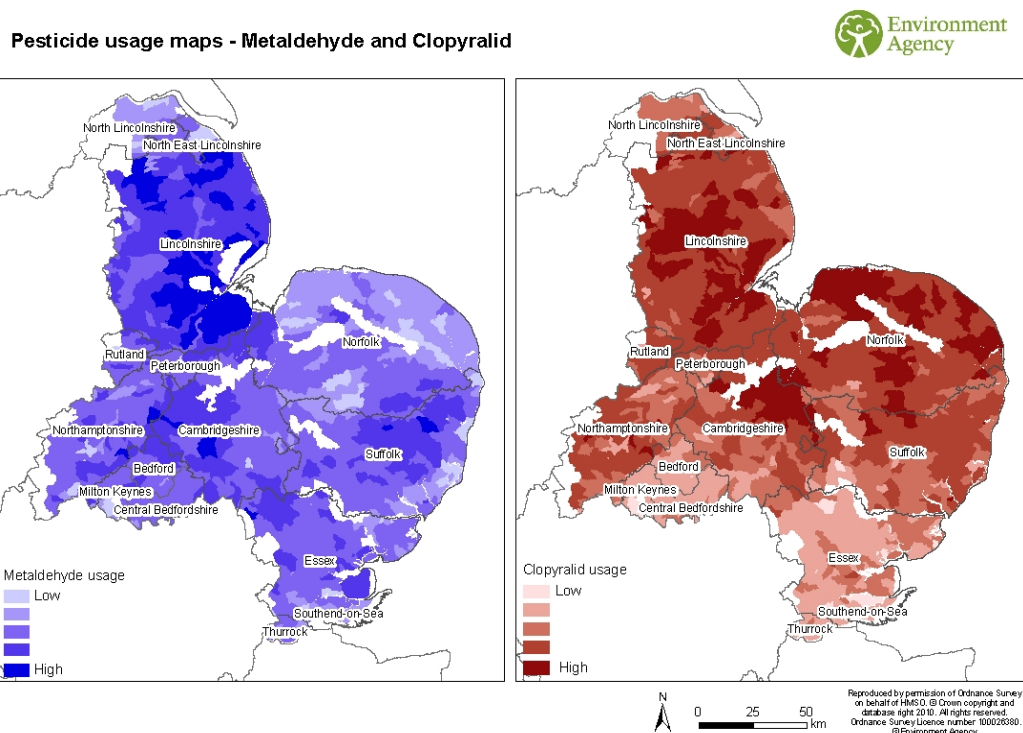 Pesticide usage maps - Metaldehyde and Clopyralid
Environment
Agency
North Lincolnshire
North East Lincolnshire
Lincolnshire
Norfolk
Rutland
Peterborough
Northamptonshire
Cambridgeshire
Suffolk
Bedford
Milton Keynes
Central Bedfordshire
Essex
Southend-on-Sea
Thurrock
Metaldehyde usage
Low
High
North Lincolnshire
North East Lincolnshire
Lincolnshire
Norfolk
Rutland
Peterborough
Northamptonshire
Cambridgeshire
Suffolk
Bedford
Milton Keynes
Central Bedfordshire
Essex
Southend-on-Sea
Thurrock
Clopyralid usage
Low
High
N
0 25 50
km
Reproduced by permission of Ordnance Survey
on behalf of HMSO. © Crown copyright and
database right 2010. All rights reserved.
Ordnance Survey Licence number 100026380.
© Environment Agency